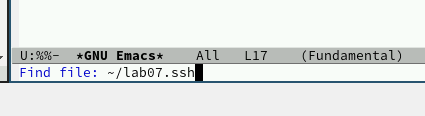 U:%%-  *GNU Emacs*   All   L17    (Fundamental)
Find file: ~/lab07.ssh